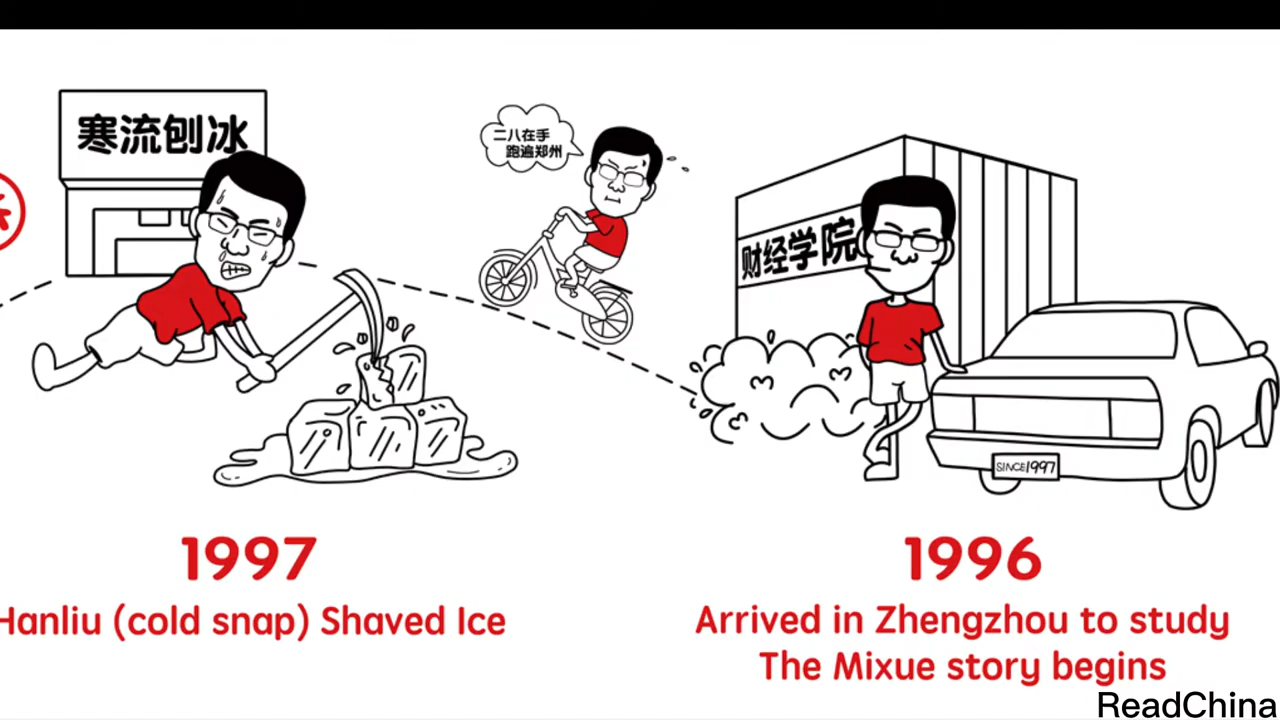 寒流刨冰
二八在手
跑遍郑州
财经学院
SINCE1997
1997
Hanliu (cold snap) Shaved Ice
1996
Arrived in Zhengzhou to study
The Mixue story begins
ReadChina